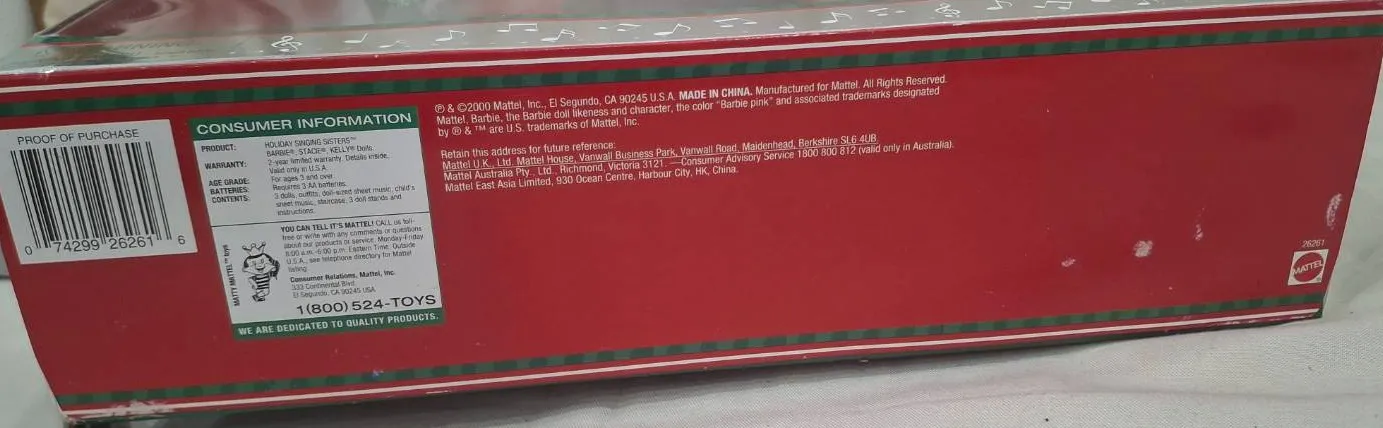 PROOF OF PURCHASE
0 74299 26261 6
CONSUMER INFORMATION
PRODUCT: HOLIDAY SINGING SISTERS™
BARBIE®, STACIE®, KELLY® Dolls.
WARRANTY: 2-year limited warranty. Details inside.
Valid only in U.S.A.
AGE GRADE: For ages 3 and over.
BATTERIES: Requires 3 AA batteries.
CONTENTS: 3 dolls, outfits, doll-sized sheet music, child's
sheet music, staircase, 3 doll stands and
instructions.
MATTY MATTEL™ toys
YOU CAN TELL IT'S MATTEL! CALL us toll-
free or write with any comments or questions
about our products or service. Monday-Friday
8:00 a.m.-6:00 p.m. Eastern Time. Outside
U.S.A., see telephone directory for Mattel
listing.
Consumer Relations, Mattel, Inc.
333 Continental Blvd.
El Segundo, CA 90245 USA
1(800) 524-TOYS
WE ARE DEDICATED TO QUALITY PRODUCTS.
℗ & ©2000 Mattel, Inc., El Segundo, CA 90245 U.S.A. MADE IN CHINA. Manufactured for Mattel. All Rights Reserved.
Mattel, Barbie, the Barbie doll likeness and character, the color "Barbie pink" and associated trademarks designated
by ® & ™ are U.S. trademarks of Mattel, Inc.
Retain this address for future reference:
Mattel U.K., Ltd. Mattel House, Vanwall Business Park, Vanwall Road, Maidenhead, Berkshire SL6 4UB.
Mattel Australia Pty., Ltd., Richmond, Victoria 3121. —Consumer Advisory Service 1800 800 812 (valid only in Australia).
Mattel East Asia Limited, 930 Ocean Centre, Harbour City, HK, China.
26261
MATTEL